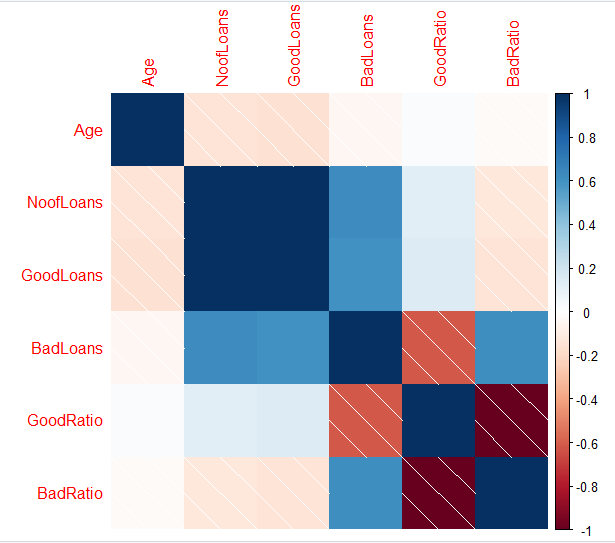 Age
NoofLoans
GoodLoans
BadLoans
GoodRatio
BadRatio
Age
NoofLoans
GoodLoans
BadLoans
GoodRatio
BadRatio
1
0.8
0.6
0.4
0.2
0
-0.2
-0.4
-0.6
-0.8
-1